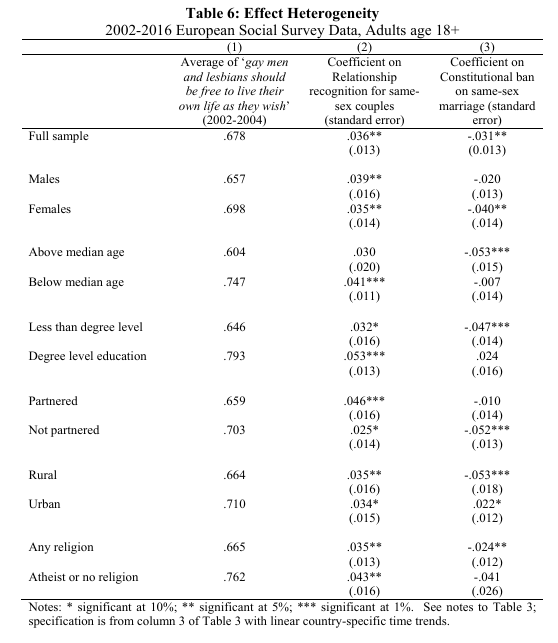 Table 6: Effect Heterogeneity
2002-2016 European Social Survey Data, Adults age 18+
(1) (2) (3)
Average of ‘gay men and lesbians should be free to live their own life as they wish’ (2002-2004)
Coefficient on Relationship recognition for same-sex couples (standard error)
Coefficient on Constitutional ban on same-sex marriage (standard error)
Full sample .678 .036** -.031**
(.013) (0.013)
Males .657 .039** -.020
(.016) (.013)
Females .698 .035** -.040**
(.014) (.014)
Above median age .604 .030 -.053***
(.020) (.015)
Below median age .747 .041*** -.007
(.011) (.014)
Less than degree level .646 .032* -.047***
(.016) (.014)
Degree level education .793 .053*** .024
(.013) (.016)
Partnered .659 .046*** -.010
(.016) (.014)
Not partnered .703 .025* -.052***
(.014) (.013)
Rural .664 .035** -.053***
(.016) (.018)
Urban .710 .034* .022*
(.015) (.012)
Any religion .665 .035** -.024**
(.013) (.012)
Atheist or no religion .762 .043** -.041
(.016) (.026)
Notes: * significant at 10%; ** significant at 5%; *** significant at 1%. See notes to Table 3;
specification is from column 3 of Table 3 with linear country-specific time trends.